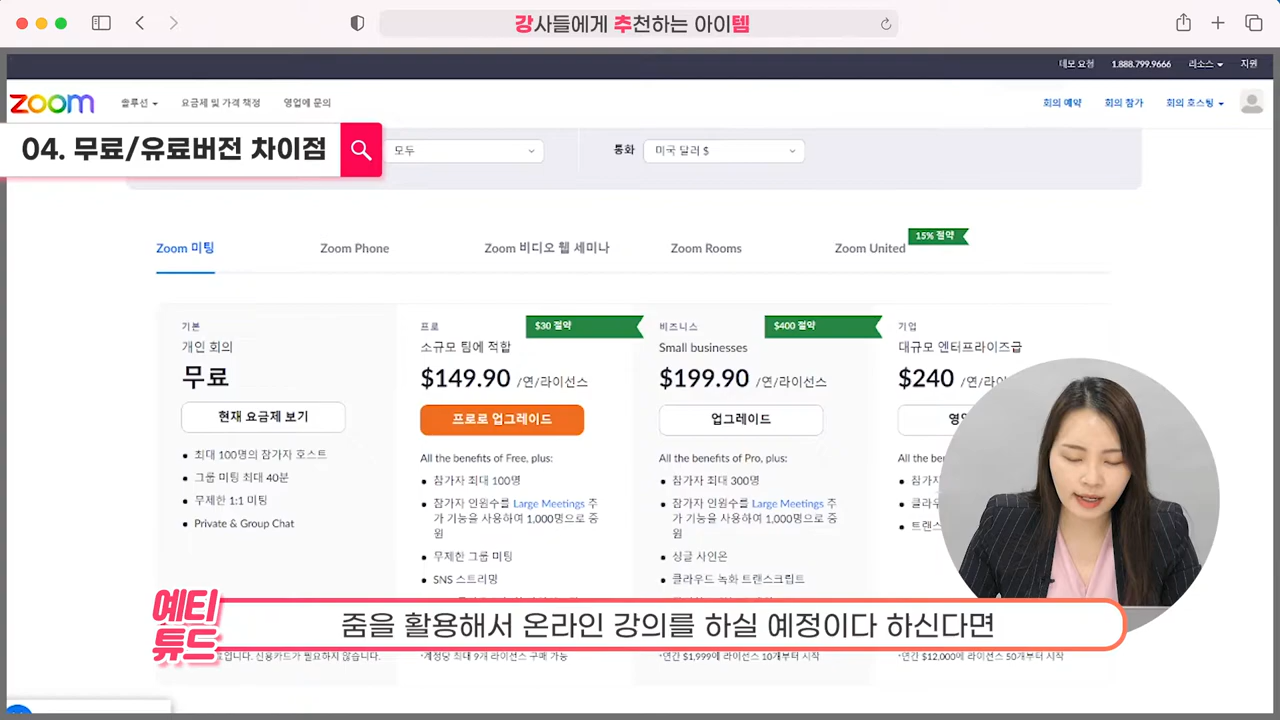 강사들에게 추천하는 아이템
데모 요청 1.888.799.9666 리소스 지원
zoom 솔루션 요금제 및 가격 책정 영업에 문의 회의 예약 회의 참가 회의 호스팅
04. 무료/유료버전 차이점
모두 통화 미국 달러 $
Zoom 미팅 Zoom Phone Zoom 비디오 웹 세미나 Zoom Rooms Zoom United 15% 절약
기본
개인 회의
무료
현재 요금제 보기
최대 100명의 참가자 호스트
그룹 미팅 최대 40분
무제한 1:1 미팅
Private & Group Chat
프로 $30 절약
소규모 팀에 적합
$149.90 /연/라이선스
프로로 업그레이드
All the benefits of Free, plus:
참가자 최대 100명
참가자 인원수를 Large Meetings 추
가 기능을 사용하여 1,000명으로 증
원
무제한 그룹 미팅
SNS 스트리밍
*계정당 최대 9개 라이선스 구매 가능
비즈니스 $400 절약
Small businesses
$199.90 /연/라이선스
업그레이드
All the benefits of Pro, plus:
참가자 최대 300명
참가자 인원수를 Large Meetings 추
가 기능을 사용하여 1,000명으로 증
원
싱글 사인온
클라우드 녹화 트랜스크립트
*연간 $1,999에 라이선스 10개부터 시작
기업
대규모 엔터프라이즈급
$240 /연/라이
All the be
참가자
클라우
트랜스
*연간 $12,000에 라이선스 50개부터 시작
입니다. 신용카드가 필요하지 않습니다.
예티
튜드
줌을 활용해서 온라인 강의를 하실 예정이다 하신다면